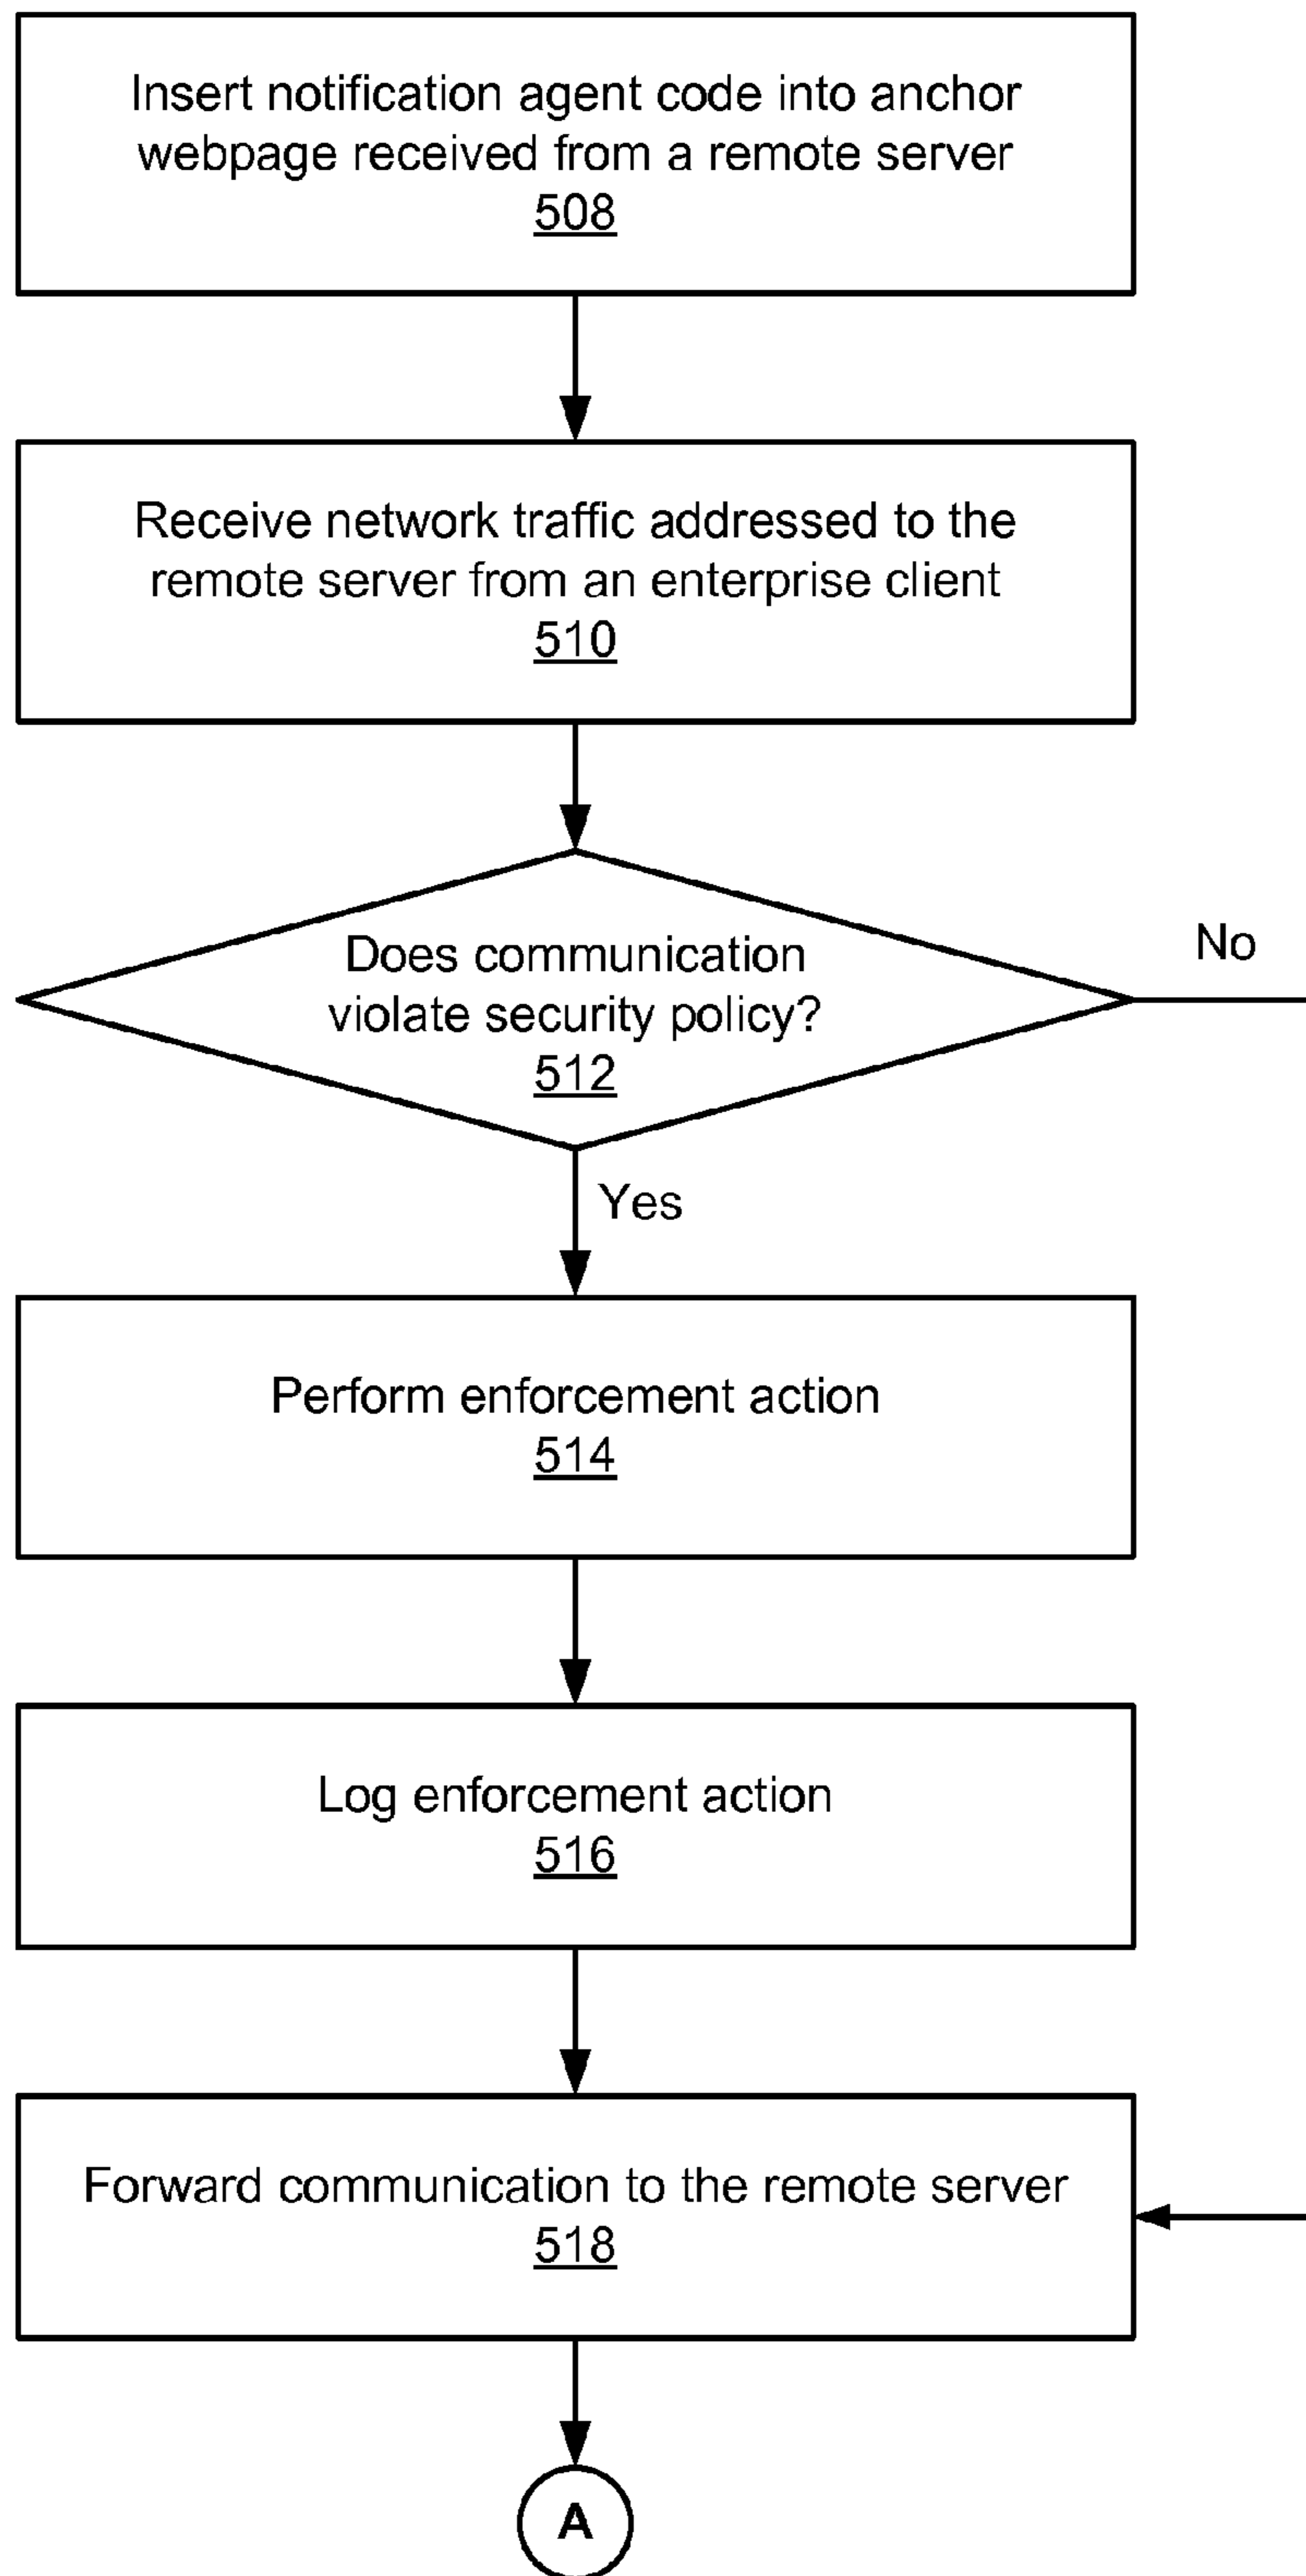 Insert notification agent code into anchor
webpage received from a remote server
508
Receive network traffic addressed to the
remote server from an enterprise client
510
Does communication
violate security policy?
512
No
Yes
Perform enforcement action
514
Log enforcement action
516
Forward communication to the remote server
518
A